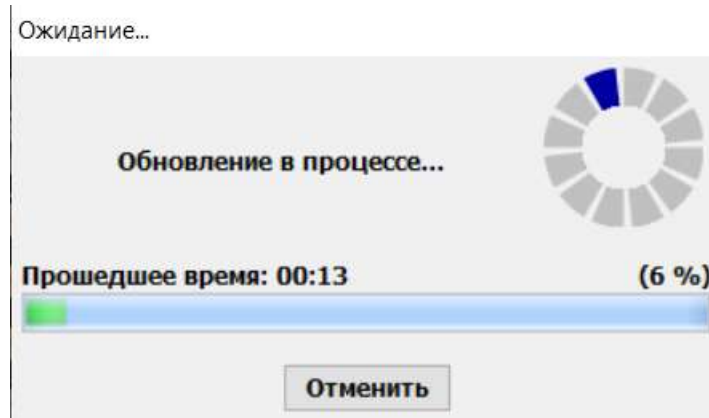 Ожидание...
Обновление в процессе...
Прошедшее время: 00:13 (6 %)
Отменить